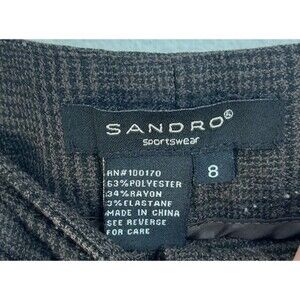 SANDRO®
sportswear
8
RN#100170
63%POLYESTER
34%RAYON
3%ELASTANE
MADE IN CHINA
SEE REVERSE
FOR CARE